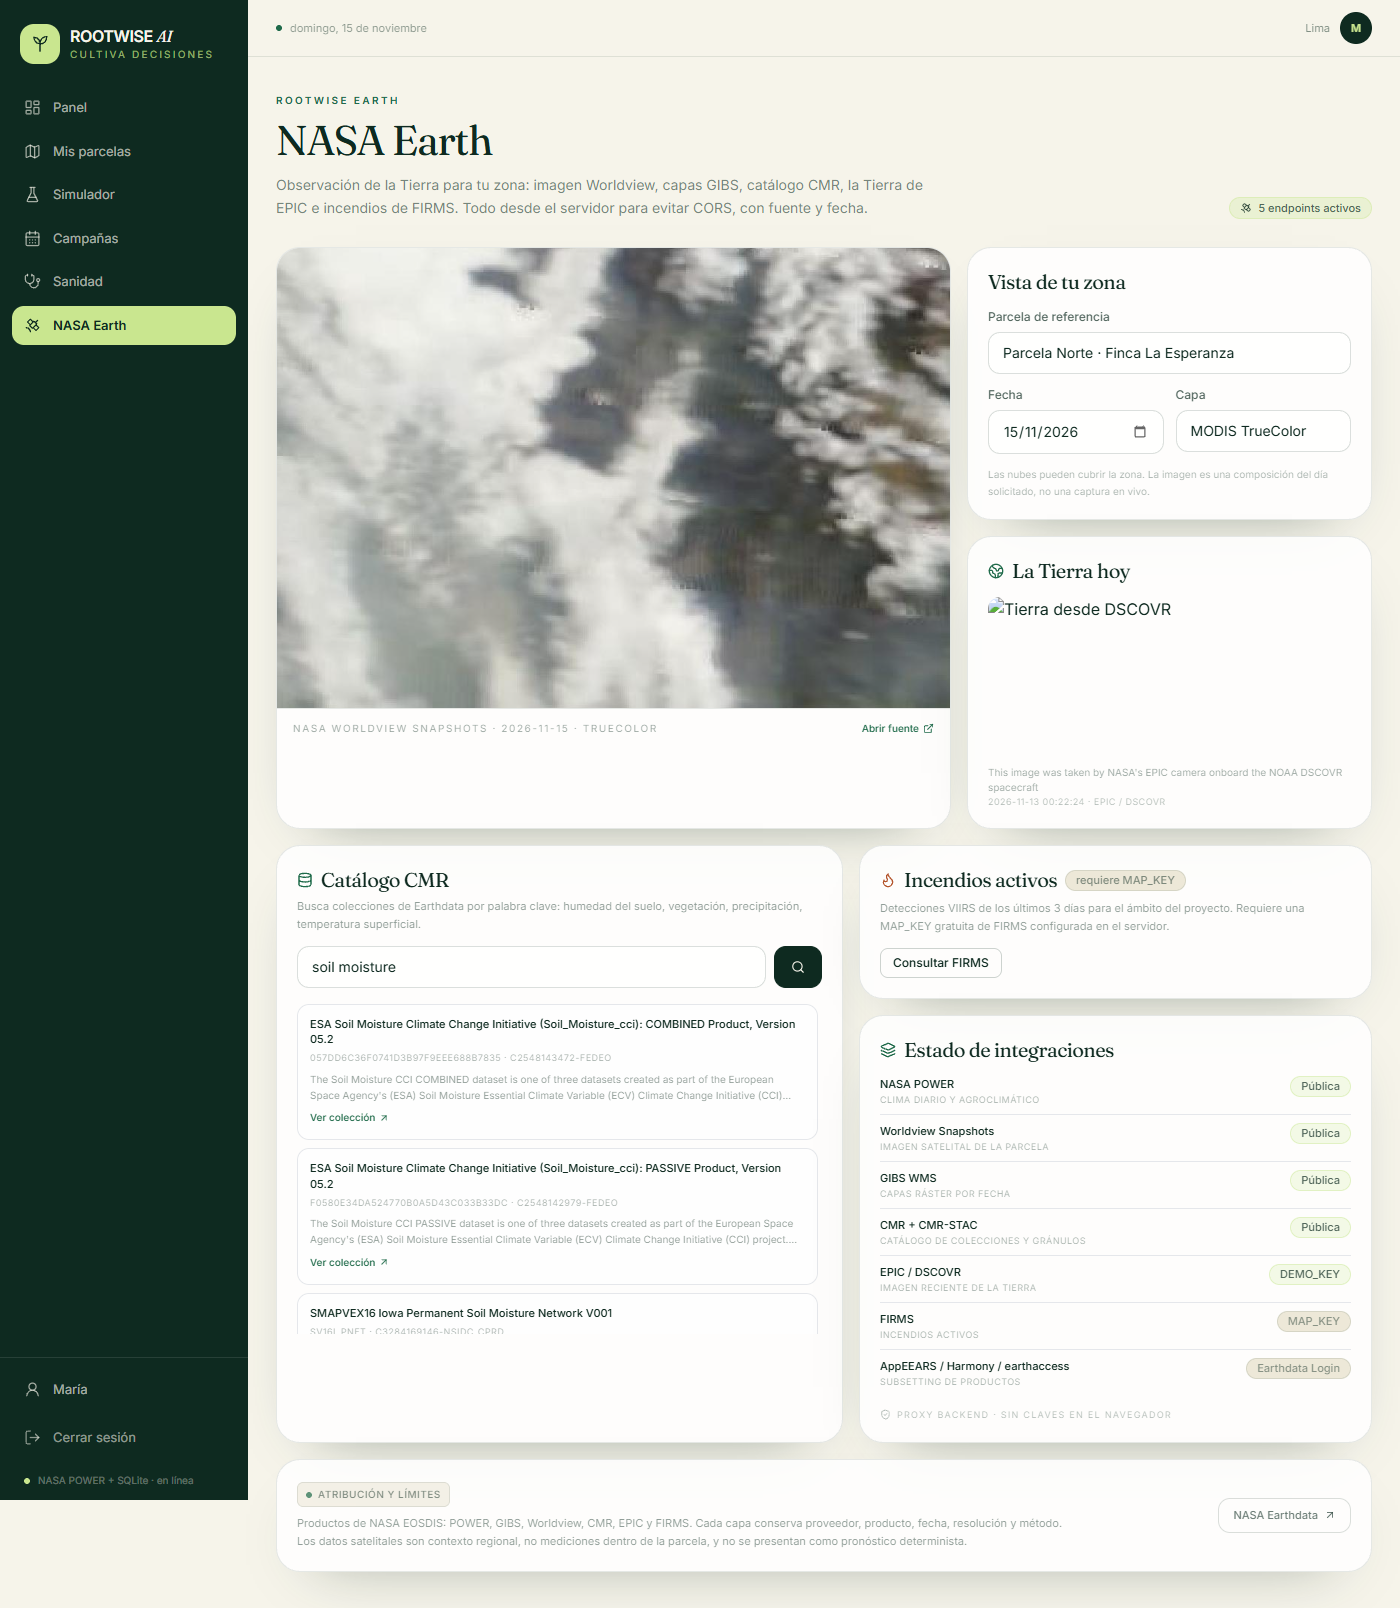 ROOTWISE AI
CULTIVA DECISIONES
Panel
Mis parcelas
Simulador
Campañas
Sanidad
NASA Earth
María
Cerrar sesión
NASA POWER + SQLite · en línea
domingo, 15 de noviembre
Lima
M
ROOTWISE EARTH
NASA Earth
Observación de la Tierra para tu zona: imagen Worldview, capas GIBS, catálogo CMR, la Tierra de
EPIC e incendios de FIRMS. Todo desde el servidor para evitar CORS, con fuente y fecha.
5 endpoints activos
NASA WORLDVIEW SNAPSHOTS · 2026-11-15 · TRUECOLOR
Abrir fuente
Vista de tu zona
Parcela de referencia
Parcela Norte · Finca La Esperanza
Fecha
Capa
15/11/2026
MODIS TrueColor
Las nubes pueden cubrir la zona. La imagen es una composición del día
solicitado, no una captura en vivo.
La Tierra hoy
Tierra desde DSCOVR
This image was taken by NASA's EPIC camera onboard the NOAA DSCOVR
spacecraft
2026-11-13 00:22:24 · EPIC / DSCOVR
Catálogo CMR
Busca colecciones de Earthdata por palabra clave: humedad del suelo, vegetación, precipitación,
temperatura superficial.
soil moisture
ESA Soil Moisture Climate Change Initiative (Soil_Moisture_cci): COMBINED Product, Version
05.2
057DD6C36F0741D3B97F9EEE688B7835 · C2548143472-FEDEO
The Soil Moisture CCI COMBINED dataset is one of three datasets created as part of the European
Space Agency's (ESA) Soil Moisture Essential Climate Variable (ECV) Climate Change Initiative (CCI)...
Ver colección
ESA Soil Moisture Climate Change Initiative (Soil_Moisture_cci): PASSIVE Product, Version
05.2
F0580E34DA524770B0A5D43C033B33DC · C2548142979-FEDEO
The Soil Moisture CCI PASSIVE dataset is one of three datasets created as part of the European Space
Agency's (ESA) Soil Moisture Essential Climate Variable (ECV) Climate Change Initiative (CCI) project....
Ver colección
SMAPVEX16 Iowa Permanent Soil Moisture Network V001
SV16I_PNET · C3284169146-NSIDC_CPRD
Incendios activos
requiere MAP_KEY
Detecciones VIIRS de los últimos 3 días para el ámbito del proyecto. Requiere una
MAP_KEY gratuita de FIRMS configurada en el servidor.
Consultar FIRMS
Estado de integraciones
NASA POWER
CLIMA DIARIO Y AGROCLIMÁTICO
Pública
Worldview Snapshots
IMAGEN SATELITAL DE LA PARCELA
Pública
GIBS WMS
CAPAS RÁSTER POR FECHA
Pública
CMR + CMR-STAC
CATÁLOGO DE COLECCIONES Y GRÁNULOS
Pública
EPIC / DSCOVR
IMAGEN RECIENTE DE LA TIERRA
DEMO_KEY
FIRMS
INCENDIOS ACTIVOS
MAP_KEY
AppEEARS / Harmony / earthaccess
SUBSETTING DE PRODUCTOS
Earthdata Login
PROXY BACKEND · SIN CLAVES EN EL NAVEGADOR
ATRIBUCIÓN Y LÍMITES
Productos de NASA EOSDIS: POWER, GIBS, Worldview, CMR, EPIC y FIRMS. Cada capa conserva proveedor, producto, fecha, resolución y método.
Los datos satelitales son contexto regional, no mediciones dentro de la parcela, y no se presentan como pronóstico determinista.
NASA Earthdata